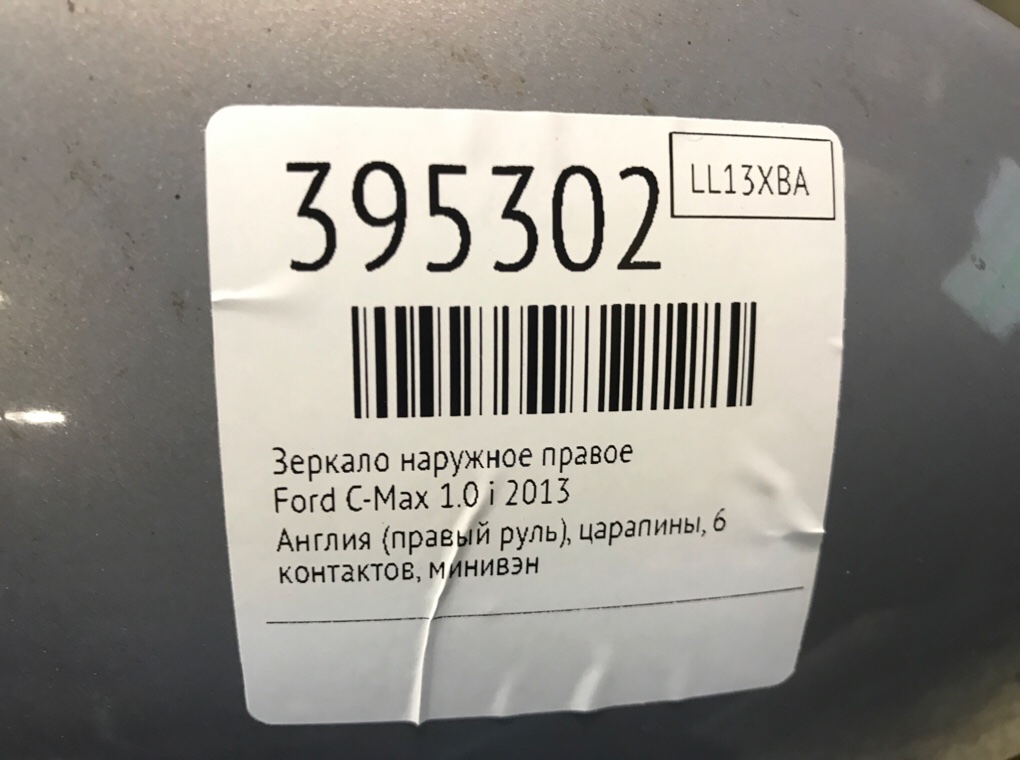 395302
LL13XBA
Зеркало наружное правое
Ford C-Max 1.0 i 2013
Англия (правый руль), царапины, 6
контактов, минивэн